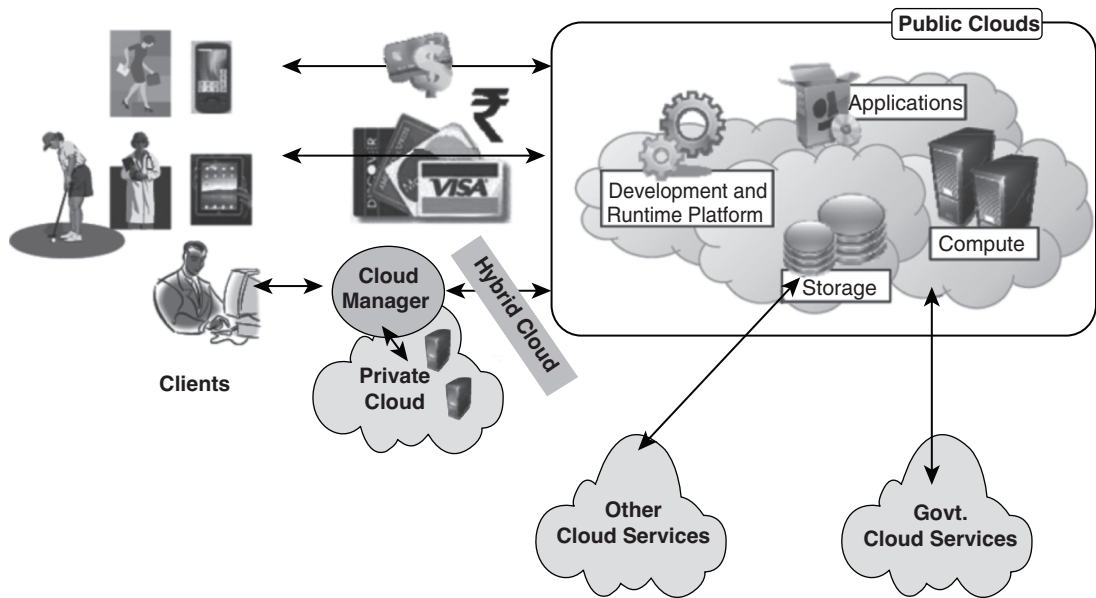 Public Clouds
Applications
Development and
Runtime Platform
Compute
Storage
$
₹
VISA
Cloud
Manager
Hybrid Cloud
Private
Cloud
Clients
Other
Cloud Services
Govt.
Cloud Services